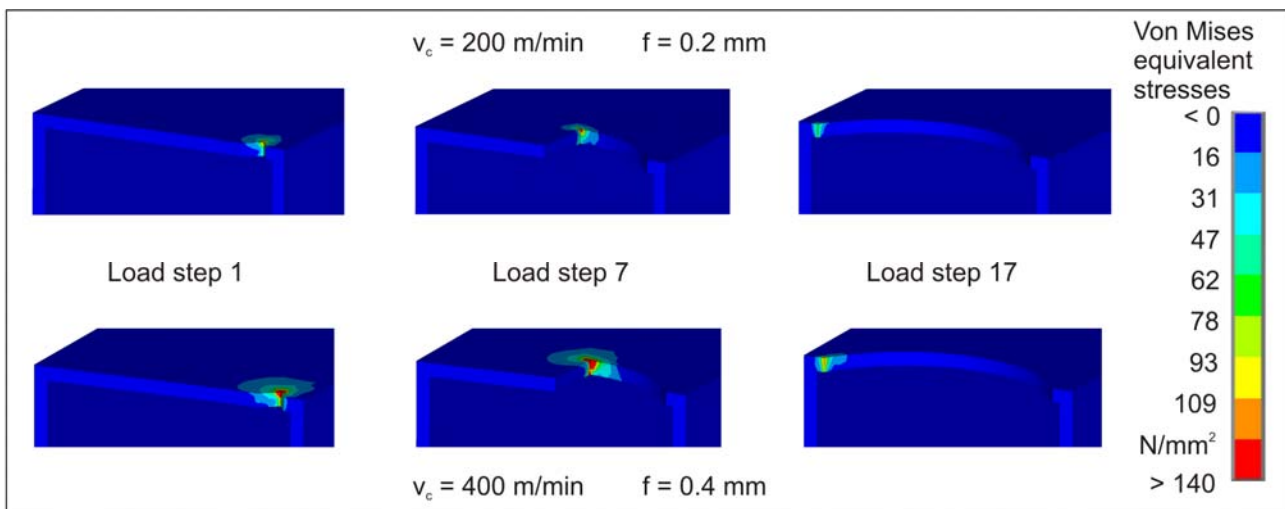 v_c = 200 m/min f = 0.2 mm
Von Mises
equivalent
stresses
< 0
16
31
47
62
78
93
109
N/mm²
> 140
Load step 1 Load step 7 Load step 17
v_c = 400 m/min f = 0.4 mm